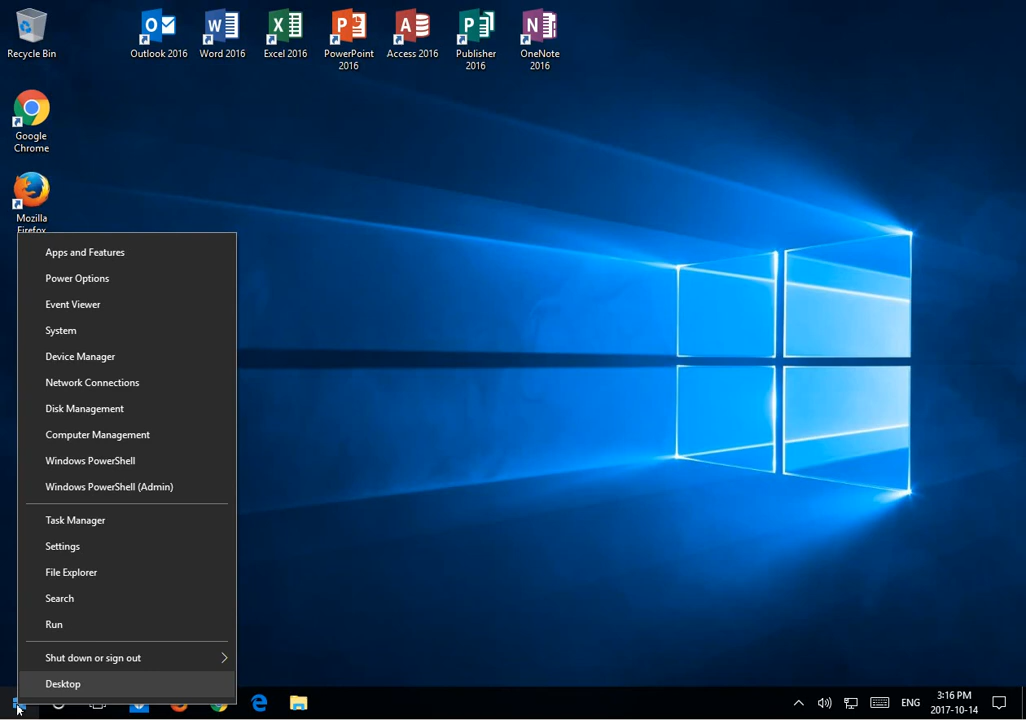 Recycle Bin
Outlook 2016
Word 2016
Excel 2016
PowerPoint
2016
Access 2016
Publisher
2016
OneNote
2016
Google
Chrome
Mozilla
Firefox
Apps and Features
Power Options
Event Viewer
System
Device Manager
Network Connections
Disk Management
Computer Management
Windows PowerShell
Windows PowerShell (Admin)
Task Manager
Settings
File Explorer
Search
Run
Shut down or sign out
Desktop
ENG
3:16 PM
2017-10-14